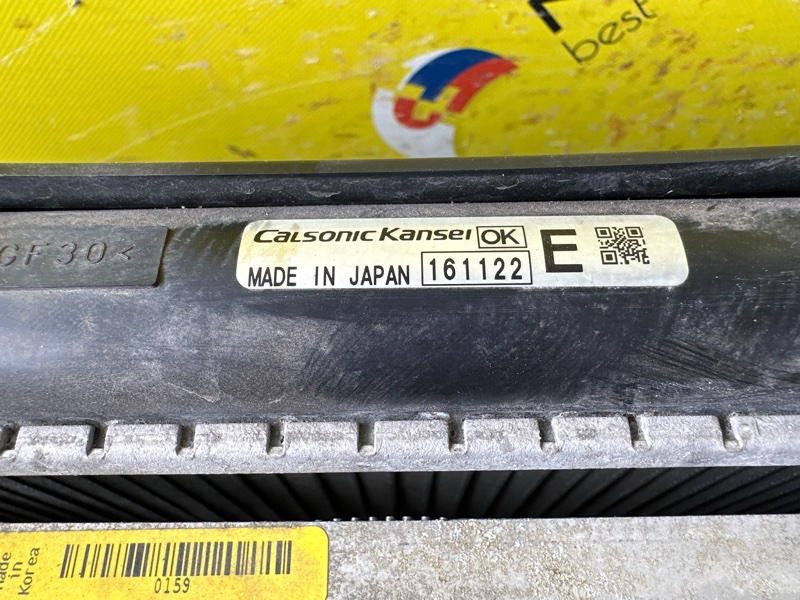 best
GF30<
Calsonic Kansei OK
MADE IN JAPAN 161122 E
Made
in
Korea
0159